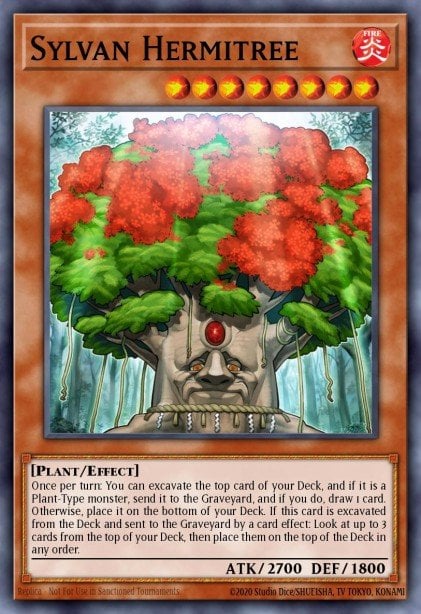 Sylvan Hermitree
FIRE
炎
[Plant/Effect]
Once per turn: You can excavate the top card of your Deck, and if it is a
Plant-Type monster, send it to the Graveyard, and if you do, draw 1 card.
Otherwise, place it on the bottom of your Deck. If this card is excavated
from the Deck and sent to the Graveyard by a card effect: Look at up to 3
cards from the top of your Deck, then place them on the top of the Deck in
any order.
ATK/2700 DEF/1800
Replica - Not For Use in Sanctioned Tournaments
©2020 Studio Dice/SHUEISHA, TV TOKYO, KONAMI